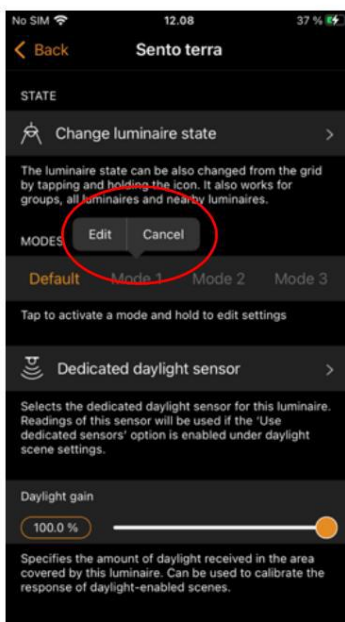 No SIM 12.08 37 %
Back Sento terra
STATE
Change luminaire state
The luminaire state can be also changed from the grid
by tapping and holding the icon. It also works for
groups, all luminaires and nearby luminaires.
Edit Cancel
MODES
Default Mode 1 Mode 2 Mode 3
Tap to activate a mode and hold to edit settings
Dedicated daylight sensor
Selects the dedicated daylight sensor for this luminaire.
Readings of this sensor will be used if the 'Use
dedicated sensors' option is enabled under daylight
scene settings.
Daylight gain
100.0 %
Specifies the amount of daylight received in the area
covered by this luminaire. Can be used to calibrate the
response of daylight-enabled scenes.